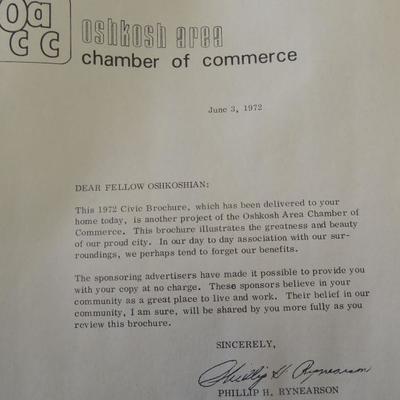 oa
cc
oshkosh area
chamber of commerce
June 3, 1972
DEAR FELLOW OSHKOSHIAN:
This 1972 Civic Brochure, which has been delivered to your
home today, is another project of the Oshkosh Area Chamber of
Commerce. This brochure illustrates the greatness and beauty
of our proud city. In our day to day association with our sur-
roundings, we perhaps tend to forget our benefits.
The sponsoring advertisers have made it possible to provide you
with your copy at no charge. These sponsors believe in your
community as a great place to live and work. Their belief in our
community, I am sure, will be shared by you more fully as you
review this brochure.
SINCERELY,
Phillip H Rynearson
PHILLIP H. RYNEARSON